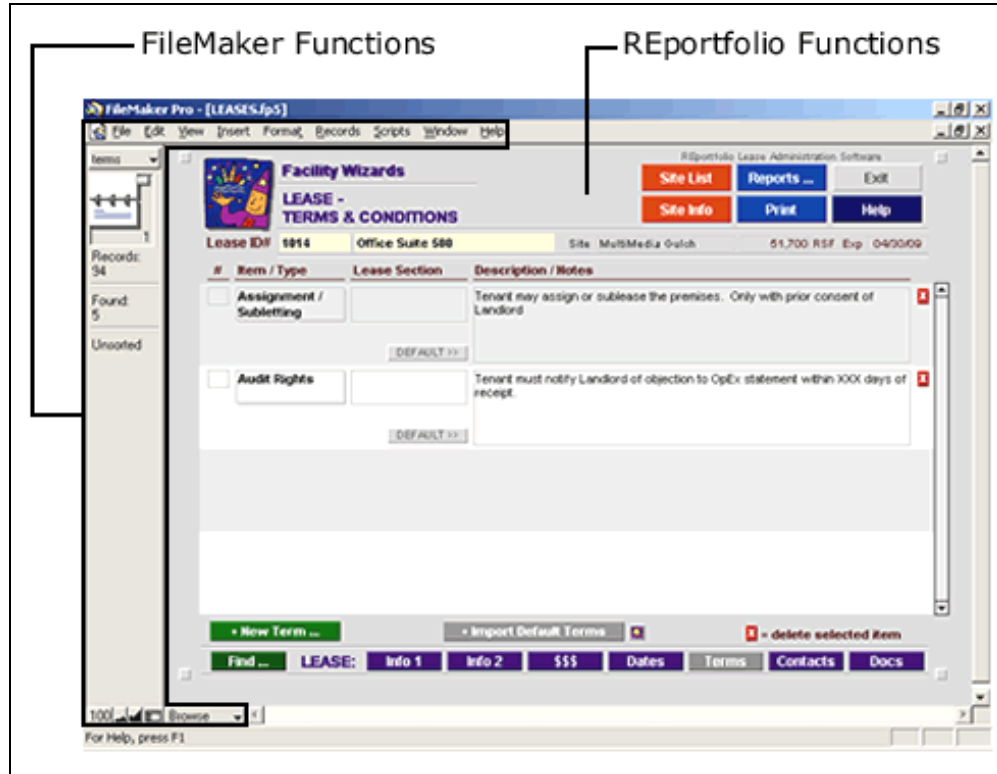 FileMaker Functions
REportfolio Functions
FileMaker Pro - [LEASES.fp5]
File Edit View Insert Format Records Scripts Window Help
terms
1
Records:
94
Found:
5
Unsorted
REportfolio Lease Administration Software
Facility Wizards
LEASE -
TERMS & CONDITIONS
Site List Reports ... Exit
Site Info Print Help
Lease ID# 1014 Office Suite 500 Site MultiMedia Gulch 51,700 RSF Exp 04/30/09
# Item / Type Lease Section Description / Notes
Assignment /
Subletting
Tenant may assign or sublease the premises. Only with prior consent of
Landlord
x
DEFAULT >>
Audit Rights
Tenant must notify Landlord of objection to OpEx statement within XXX days of
receipt.
x
DEFAULT >>
• New Term ... • Import Default Terms x = delete selected item
Find ... LEASE: Info 1 Info 2 $$$ Dates Terms Contacts Docs
100 Browse
For Help, press F1